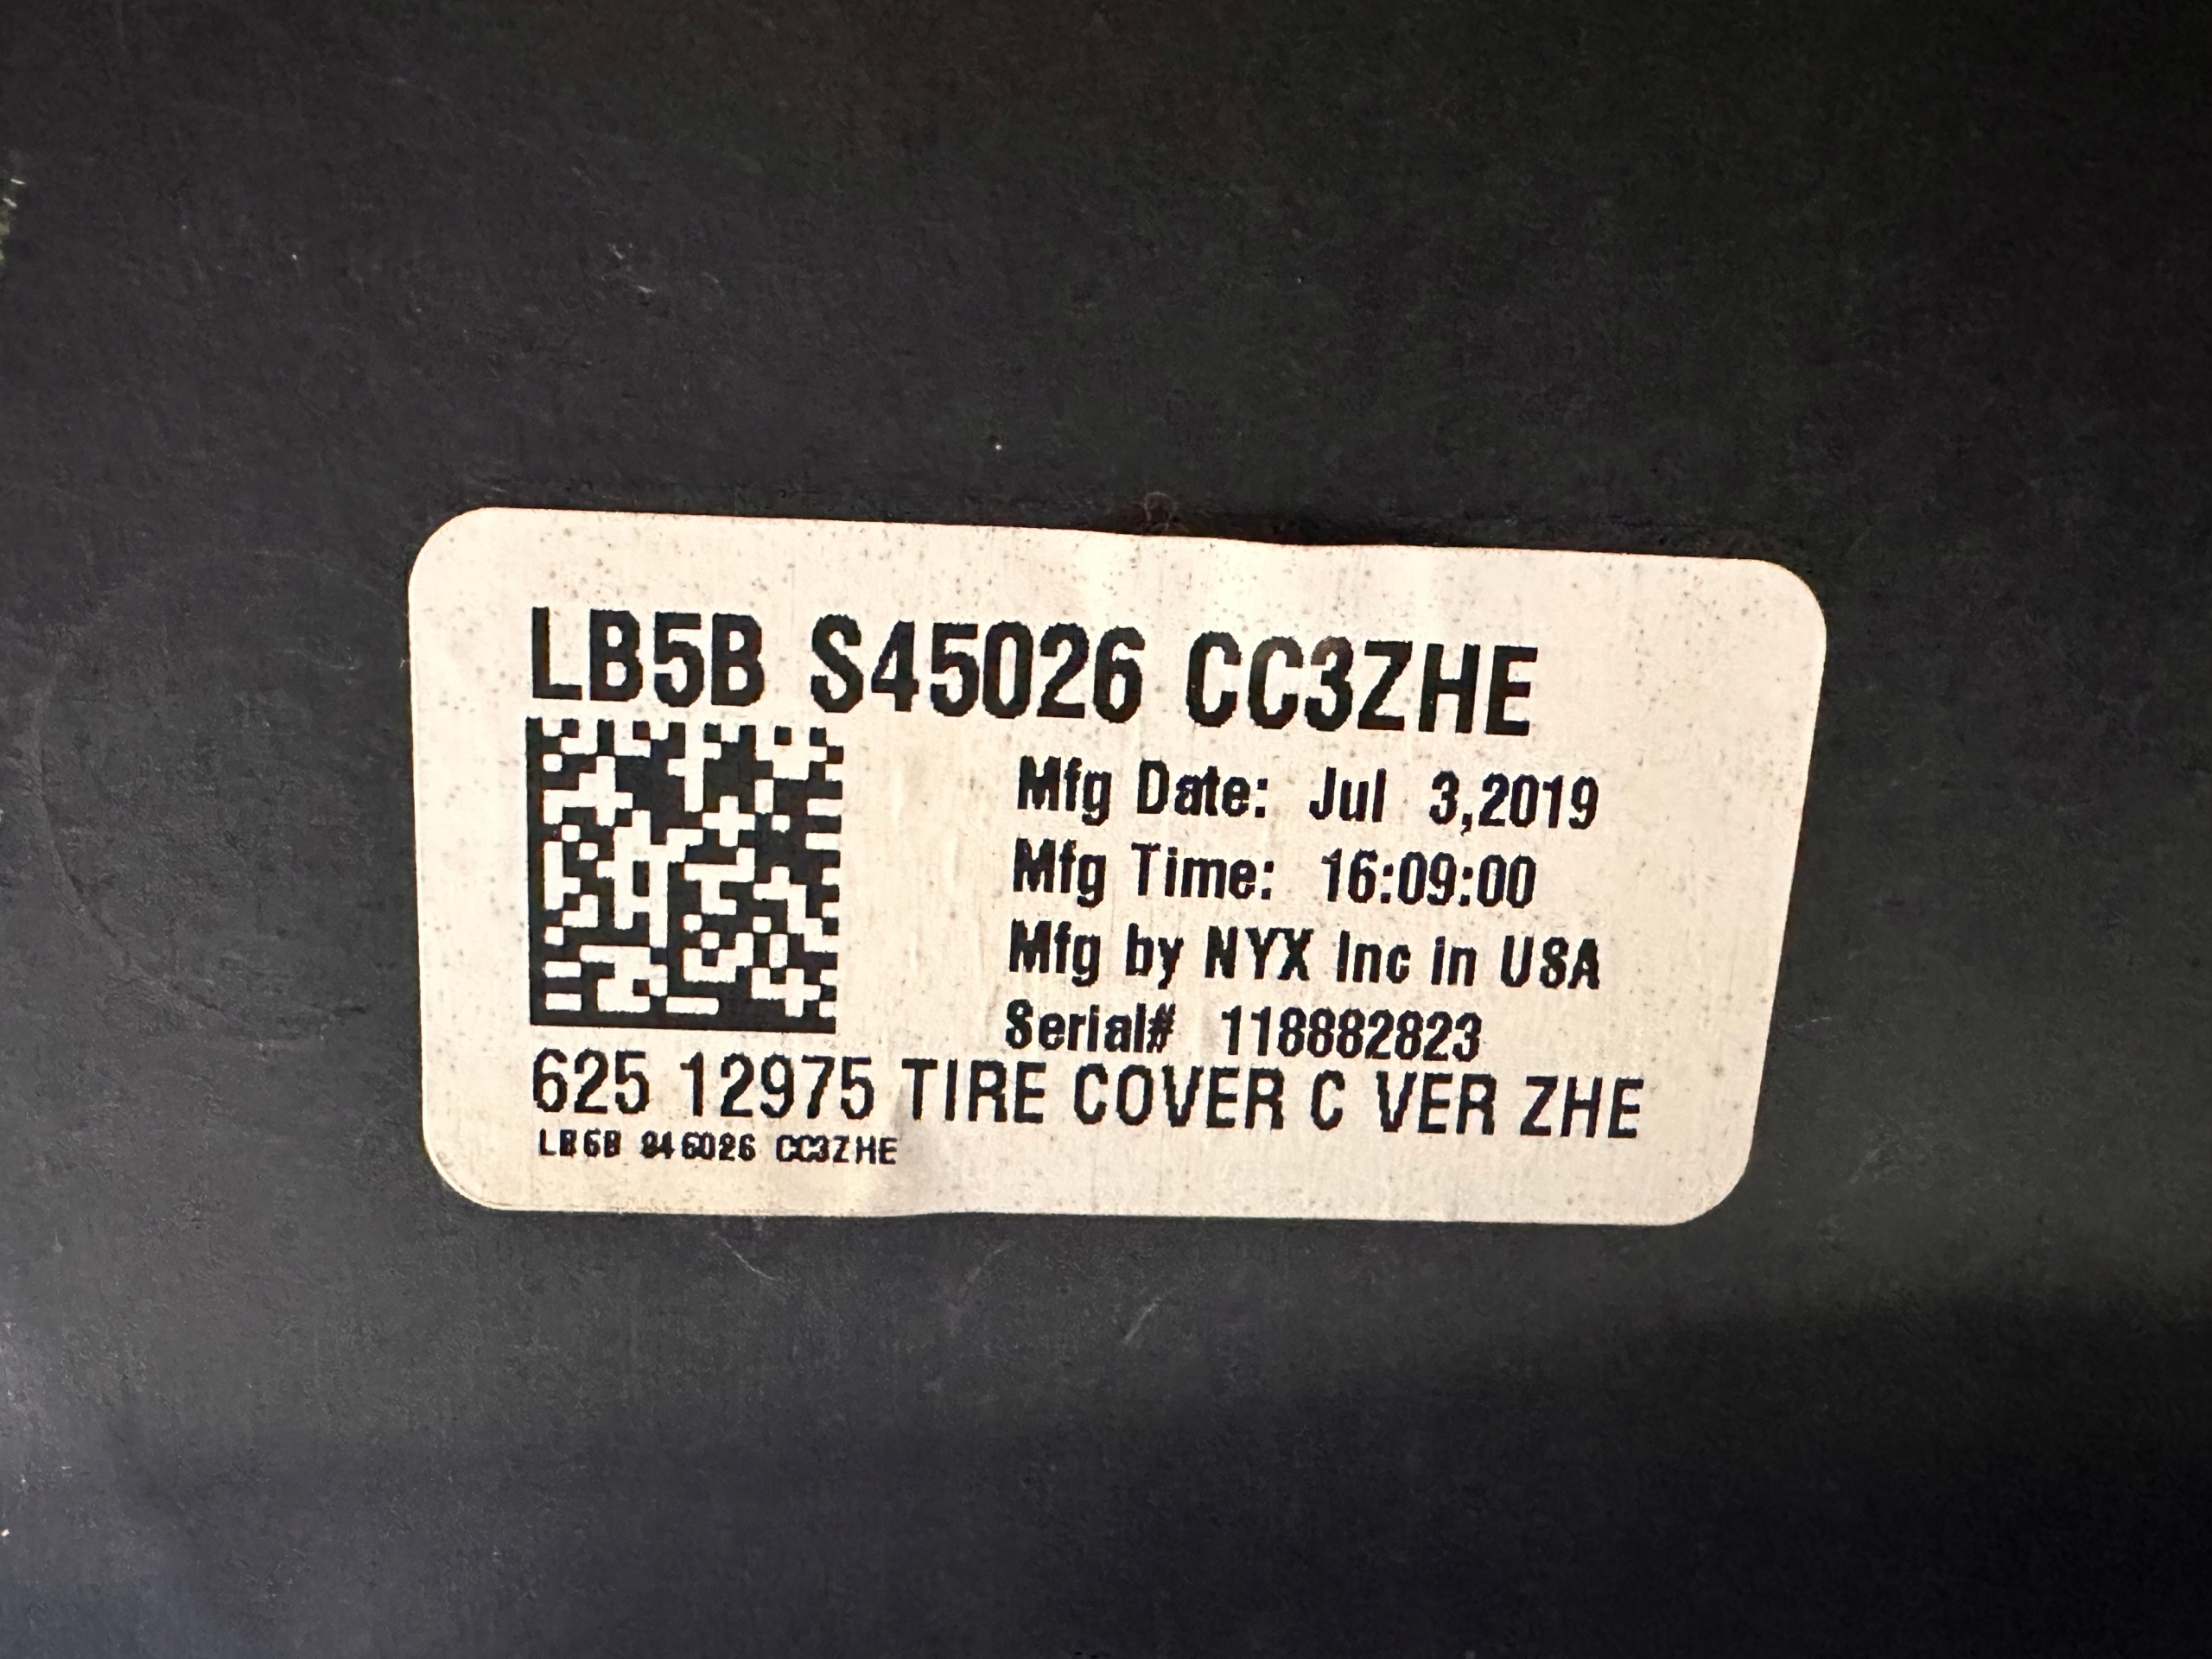 LB5B S45026 CC3ZHE
Mfg Date: Jul 3,2019
Mfg Time: 16:09:00
Mfg by NYX Inc in USA
Serial# 118882823
625 12975 TIRE COVER C VER ZHE
LB5B S45026 CC3ZHE